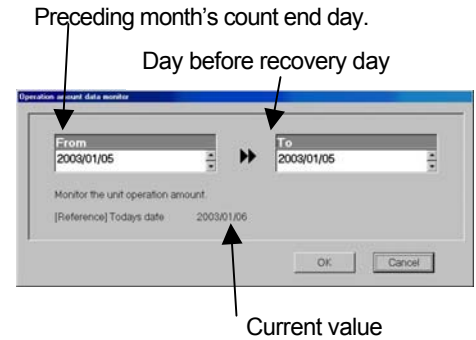 Preceding month's count end day.
Day before recovery day
Operation amount data monitor
From To
2003/01/05 2003/01/05
Monitor the unit operation amount.
[Reference] Todays date 2003/01/06
OK Cancel
Current value